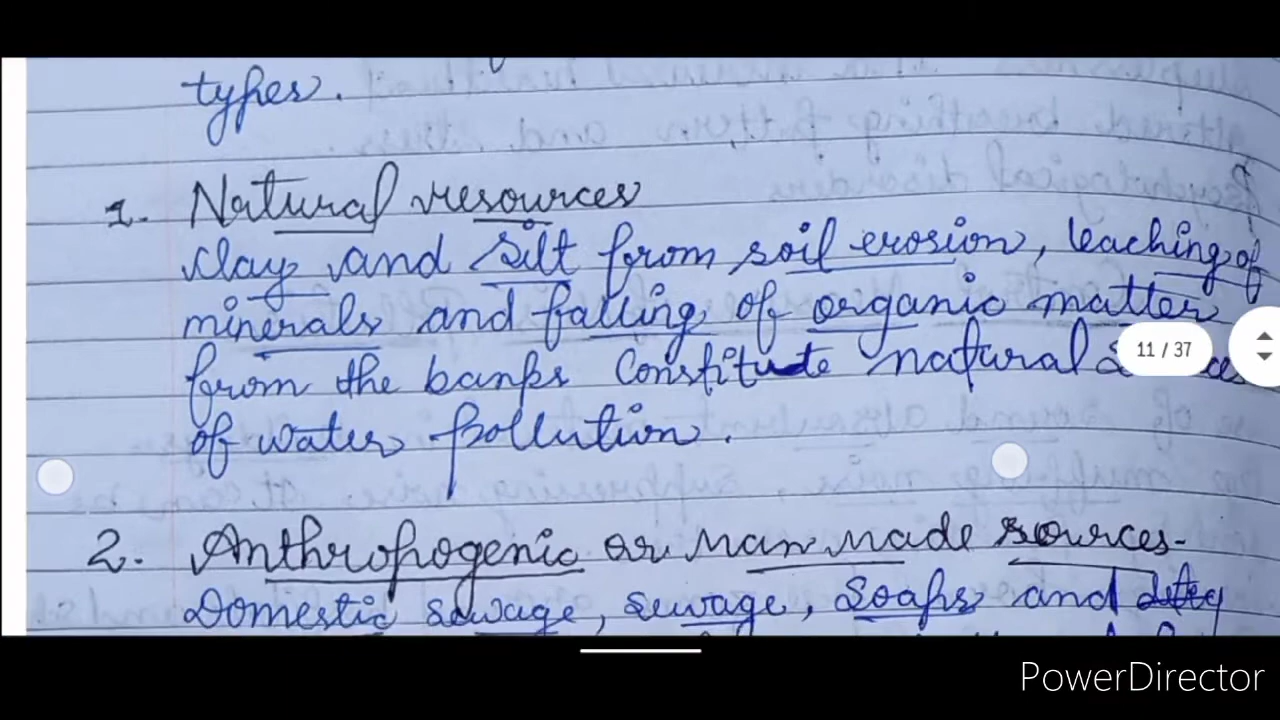 types.
1. Natural resources
clay and silt from soil erosion, leaching of
minerals and falling of organic matter
from the banks constitute natural
of water pollution.
2. Anthropogenic or Man made sources-
Domestic sewage, sewage, soaps and
11 / 37
PowerDirector